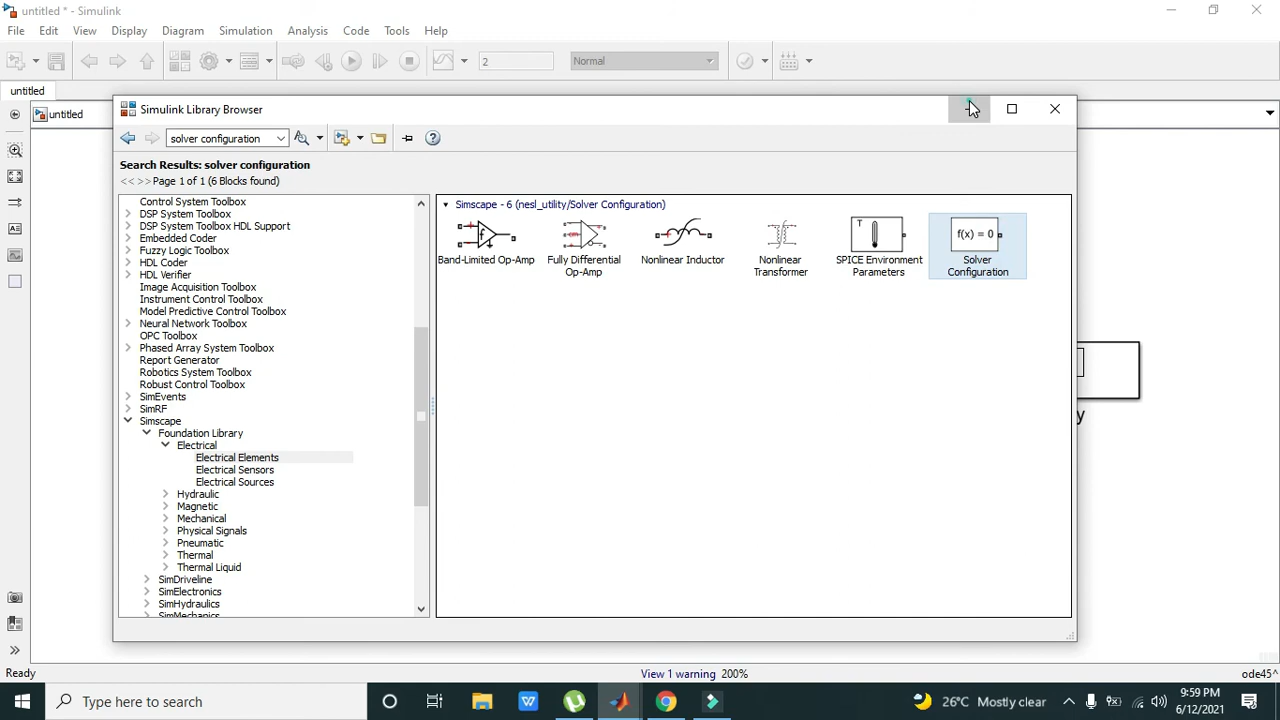 untitled * - Simulink
File Edit View Display Diagram Simulation Analysis Code Tools Help
2 Normal
untitled
untitled
Simulink Library Browser
solver configuration
Search Results: solver configuration
<< >> Page 1 of 1 (6 Blocks found)
Control System Toolbox
DSP System Toolbox
DSP System Toolbox HDL Support
Embedded Coder
Fuzzy Logic Toolbox
HDL Coder
HDL Verifier
Image Acquisition Toolbox
Instrument Control Toolbox
Model Predictive Control Toolbox
Neural Network Toolbox
OPC Toolbox
Phased Array System Toolbox
Report Generator
Robotics System Toolbox
Robust Control Toolbox
SimEvents
SimRF
Simscape
Foundation Library
Electrical
Electrical Elements
Electrical Sensors
Electrical Sources
Hydraulic
Magnetic
Mechanical
Physical Signals
Pneumatic
Thermal
Thermal Liquid
SimDriveline
SimElectronics
SimHydraulics
SimMechanics
Simscape - 6 (nesl_utility/Solver Configuration)
Band-Limited Op-Amp
Fully Differential
Op-Amp
Nonlinear Inductor
Nonlinear
Transformer
T
SPICE Environment
Parameters
f(x) = 0
Solver
Configuration
y
Ready View 1 warning 200% ode45
Type here to search
26°C Mostly clear
9:59 PM
6/12/2021